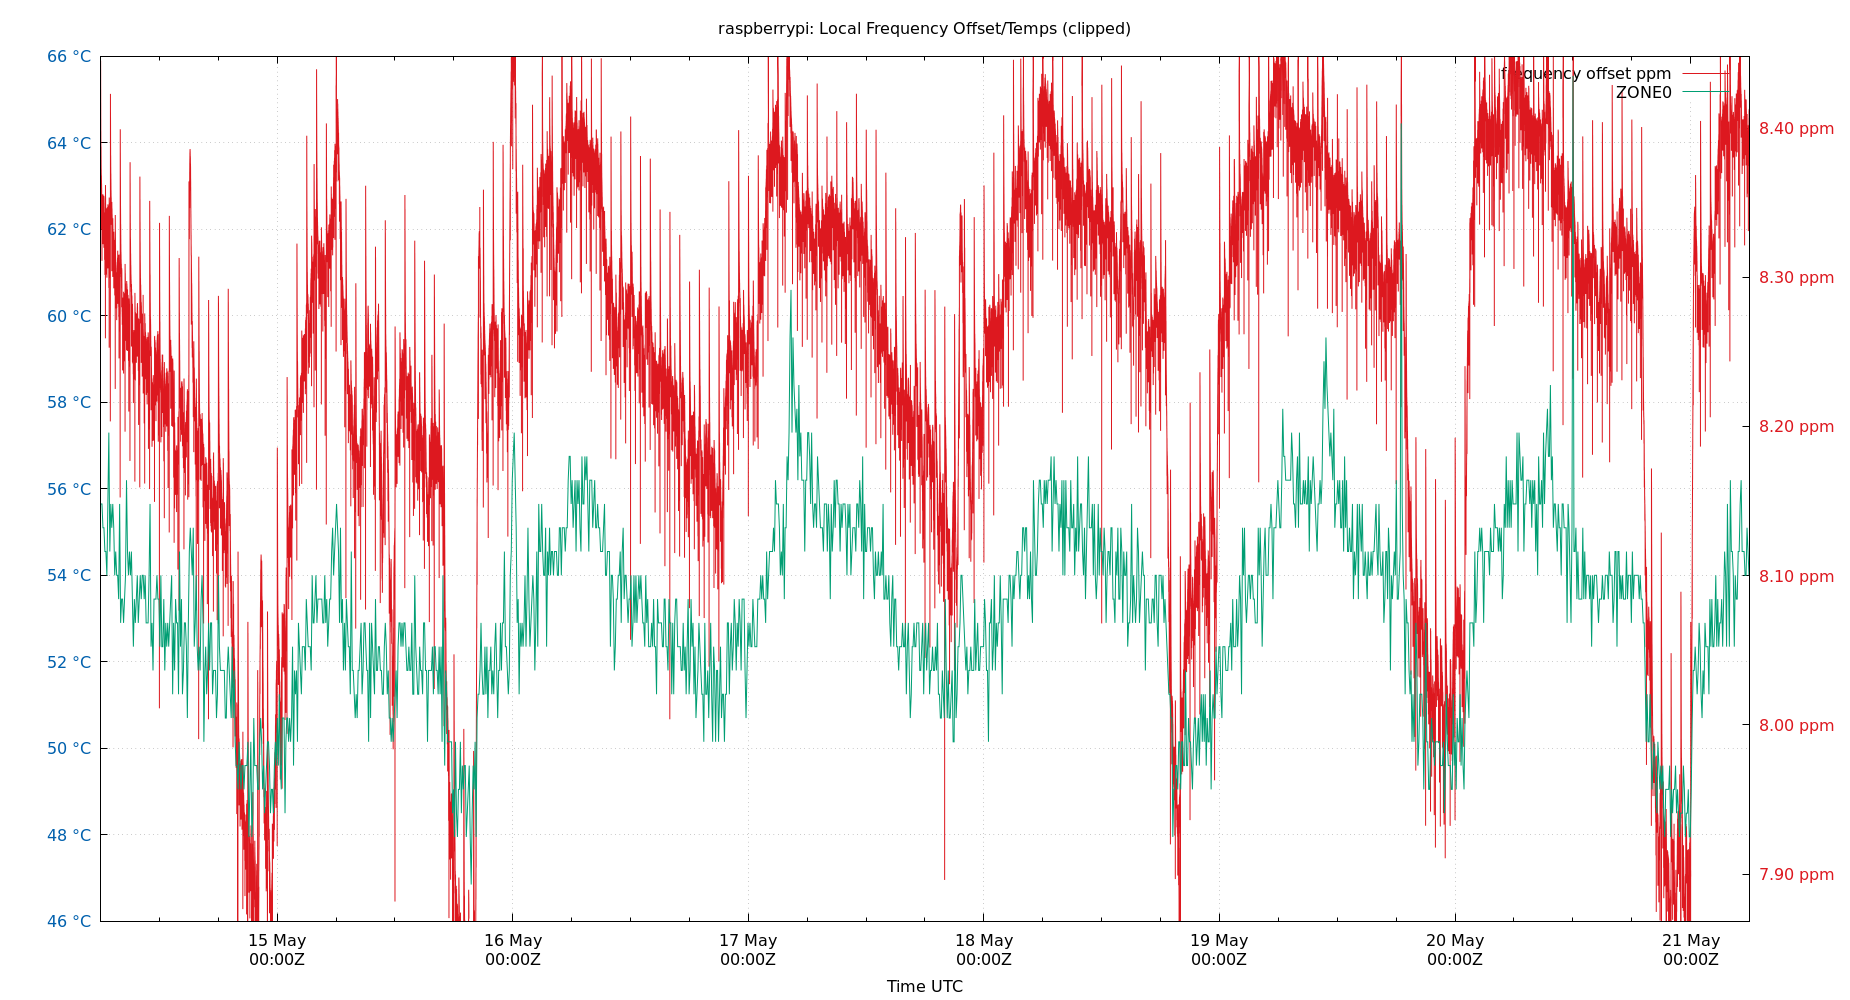 raspberrypi: Local Frequency Offset/Temps (clipped)
66 °C
64 °C
62 °C
60 °C
58 °C
56 °C
54 °C
52 °C
50 °C
48 °C
46 °C
frequency offset ppm
ZONE0
8.40 ppm
8.30 ppm
8.20 ppm
8.10 ppm
8.00 ppm
7.90 ppm
15 May 16 May 17 May 18 May 19 May 20 May 21 May
00:00Z 00:00Z 00:00Z 00:00Z 00:00Z 00:00Z 00:00Z
Time UTC